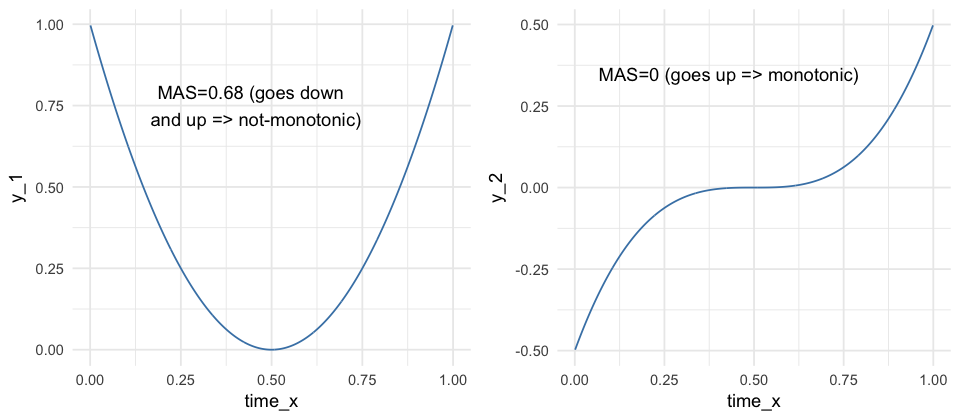 1.00
0.75
0.50
0.25
0.00
y_1
MAS=0.68 (goes down
and up => not-monotonic)
0.00 0.25 0.50 0.75 1.00
time_x
0.50
0.25
0.00
-0.25
-0.50
y_2
MAS=0 (goes up => monotonic)
0.00 0.25 0.50 0.75 1.00
time_x